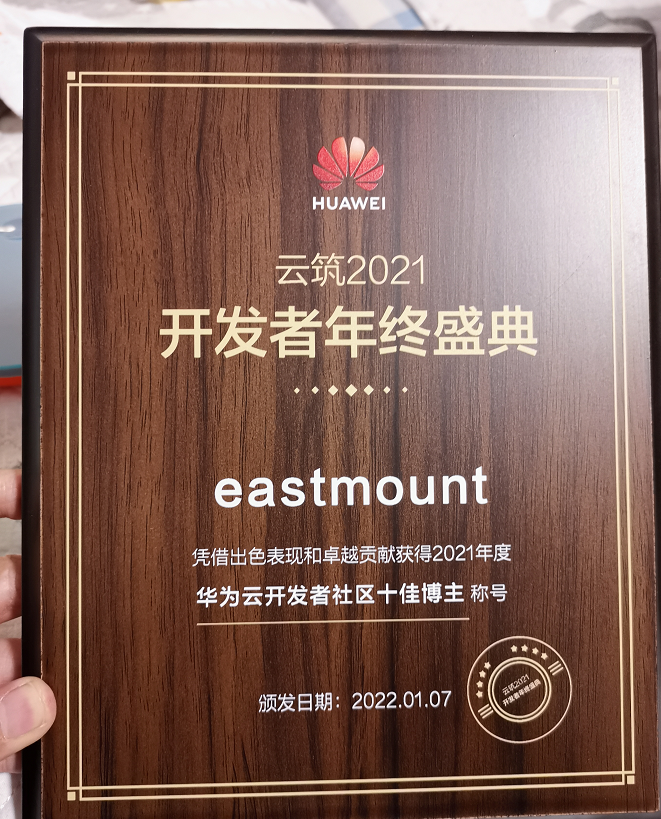 HUAWEI
云筑2021
开发者年终盛典
eastmount
凭借出色表现和卓越贡献获得2021年度
华为云开发者社区十佳博主 称号
颁发日期：2022.01.07
云筑2021
开发者年终盛典